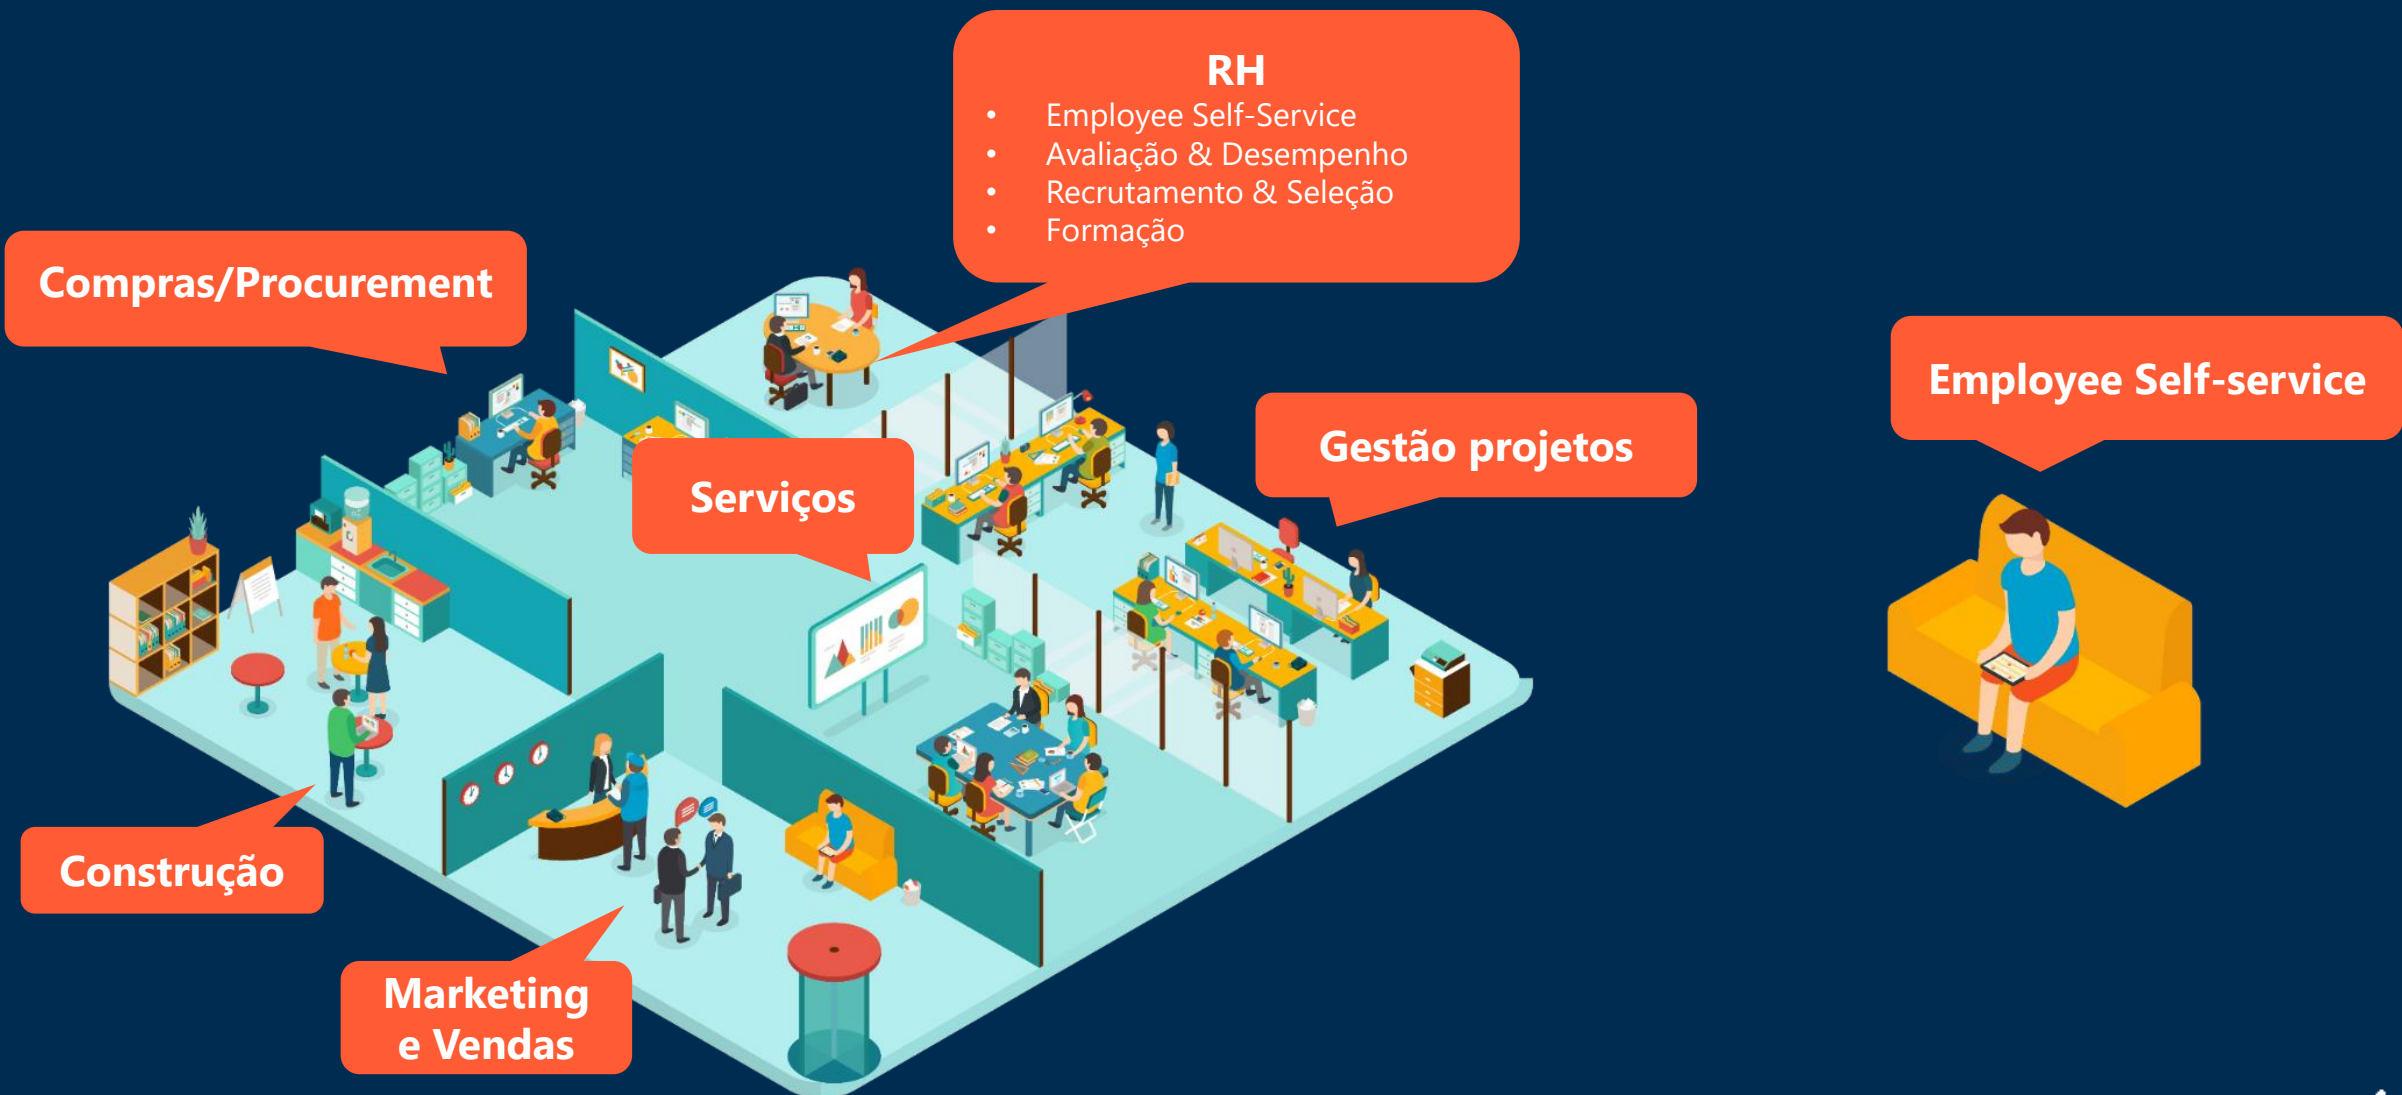 RH
• Employee Self-Service
• Avaliação & Desempenho
• Recrutamento & Seleção
• Formação
Compras/Procurement
Employee Self-service
Gestão projetos
Serviços
Construção
Marketing
e Vendas